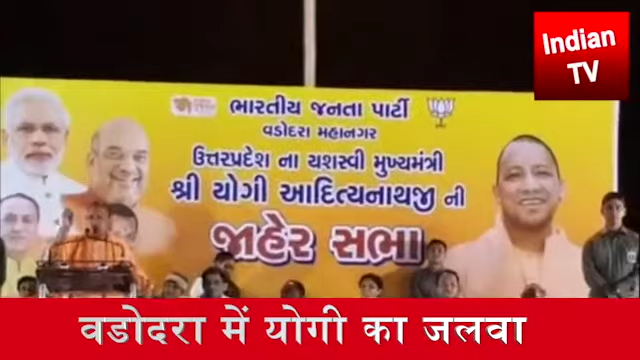 Indian
TV
ભારતીય જનતા પાર્ટી
વડોદરા મહાનગર
ઉત્તરપ્રદેશ ના યશસ્વી મુખ્યમંત્રી
શ્રી યોગી આદિત્યનાથજી ની
જાહેર સભા
वडोदरा में योगी का जलवा